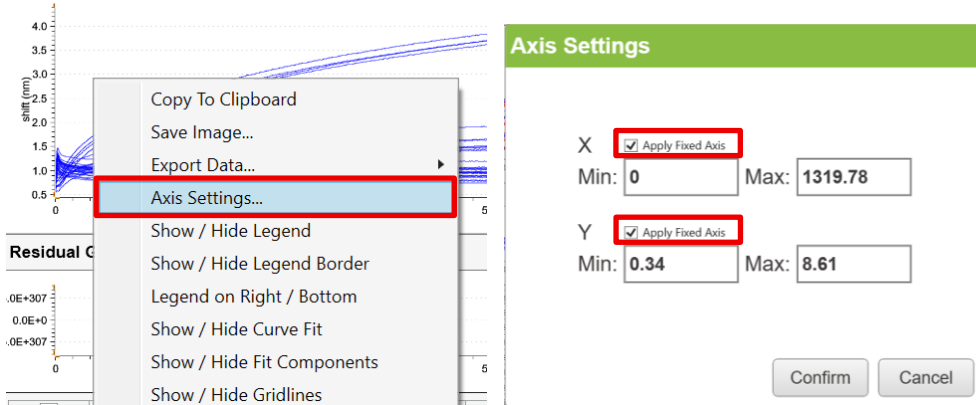 4.0
3.5
3.0
2.5
2.0
1.5
1.0
0.5
shift (nm)
0
5
Copy To Clipboard
Save Image...
Export Data...
Axis Settings...
Show / Hide Legend
Show / Hide Legend Border
Legend on Right / Bottom
Show / Hide Curve Fit
Show / Hide Fit Components
Show / Hide Gridlines
Residual G
.0E+307
0.0E+0
.0E+307
0
5
Axis Settings
X
Apply Fixed Axis
Min: 0 Max: 1319.78
Y
Apply Fixed Axis
Min: 0.34 Max: 8.61
Confirm Cancel